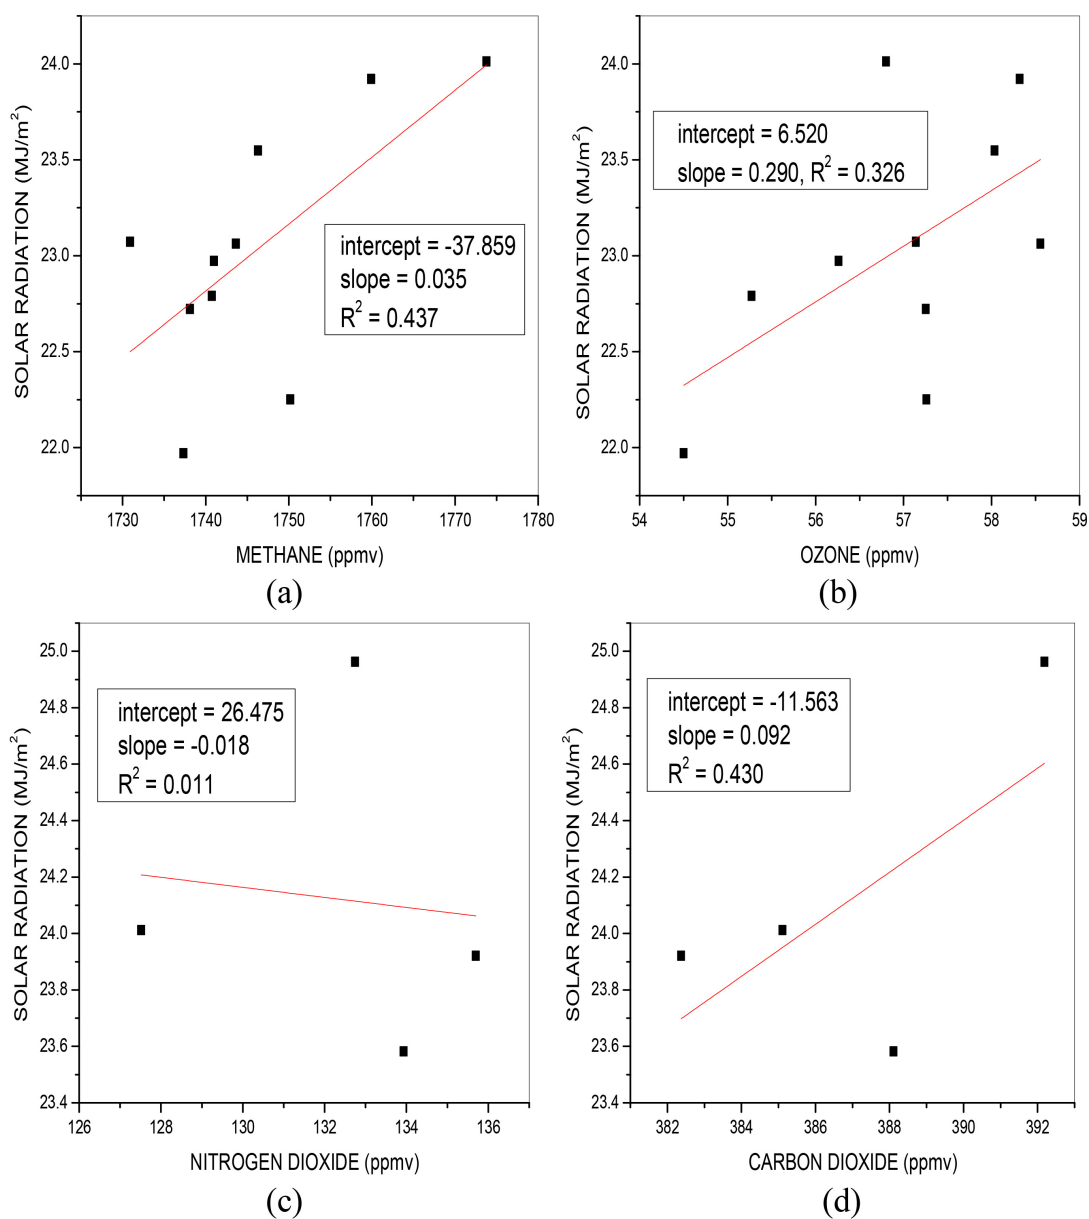 SOLAR RADIATION (MJ/m²)
24.0
23.5
23.0
22.5
22.0
intercept = -37.859
slope = 0.035
R² = 0.437
1730 1740 1750 1760 1770 1780
METHANE (ppmv)
(a)
SOLAR RADIATION (MJ/m²)
24.0
23.5
23.0
22.5
22.0
intercept = 6.520
slope = 0.290, R² = 0.326
54 55 56 57 58 59
OZONE (ppmv)
(b)
SOLAR RADIATION (MJ/m²)
25.0
24.8
24.6
24.4
24.2
24.0
23.8
23.6
23.4
intercept = 26.475
slope = -0.018
R² = 0.011
126 128 130 132 134 136
NITROGEN DIOXIDE (ppmv)
(c)
SOLAR RADIATION (MJ/m²)
25.0
24.8
24.6
24.4
24.2
24.0
23.8
23.6
23.4
intercept = -11.563
slope = 0.092
R² = 0.430
382 384 386 388 390 392
CARBON DIOXIDE (ppmv)
(d)